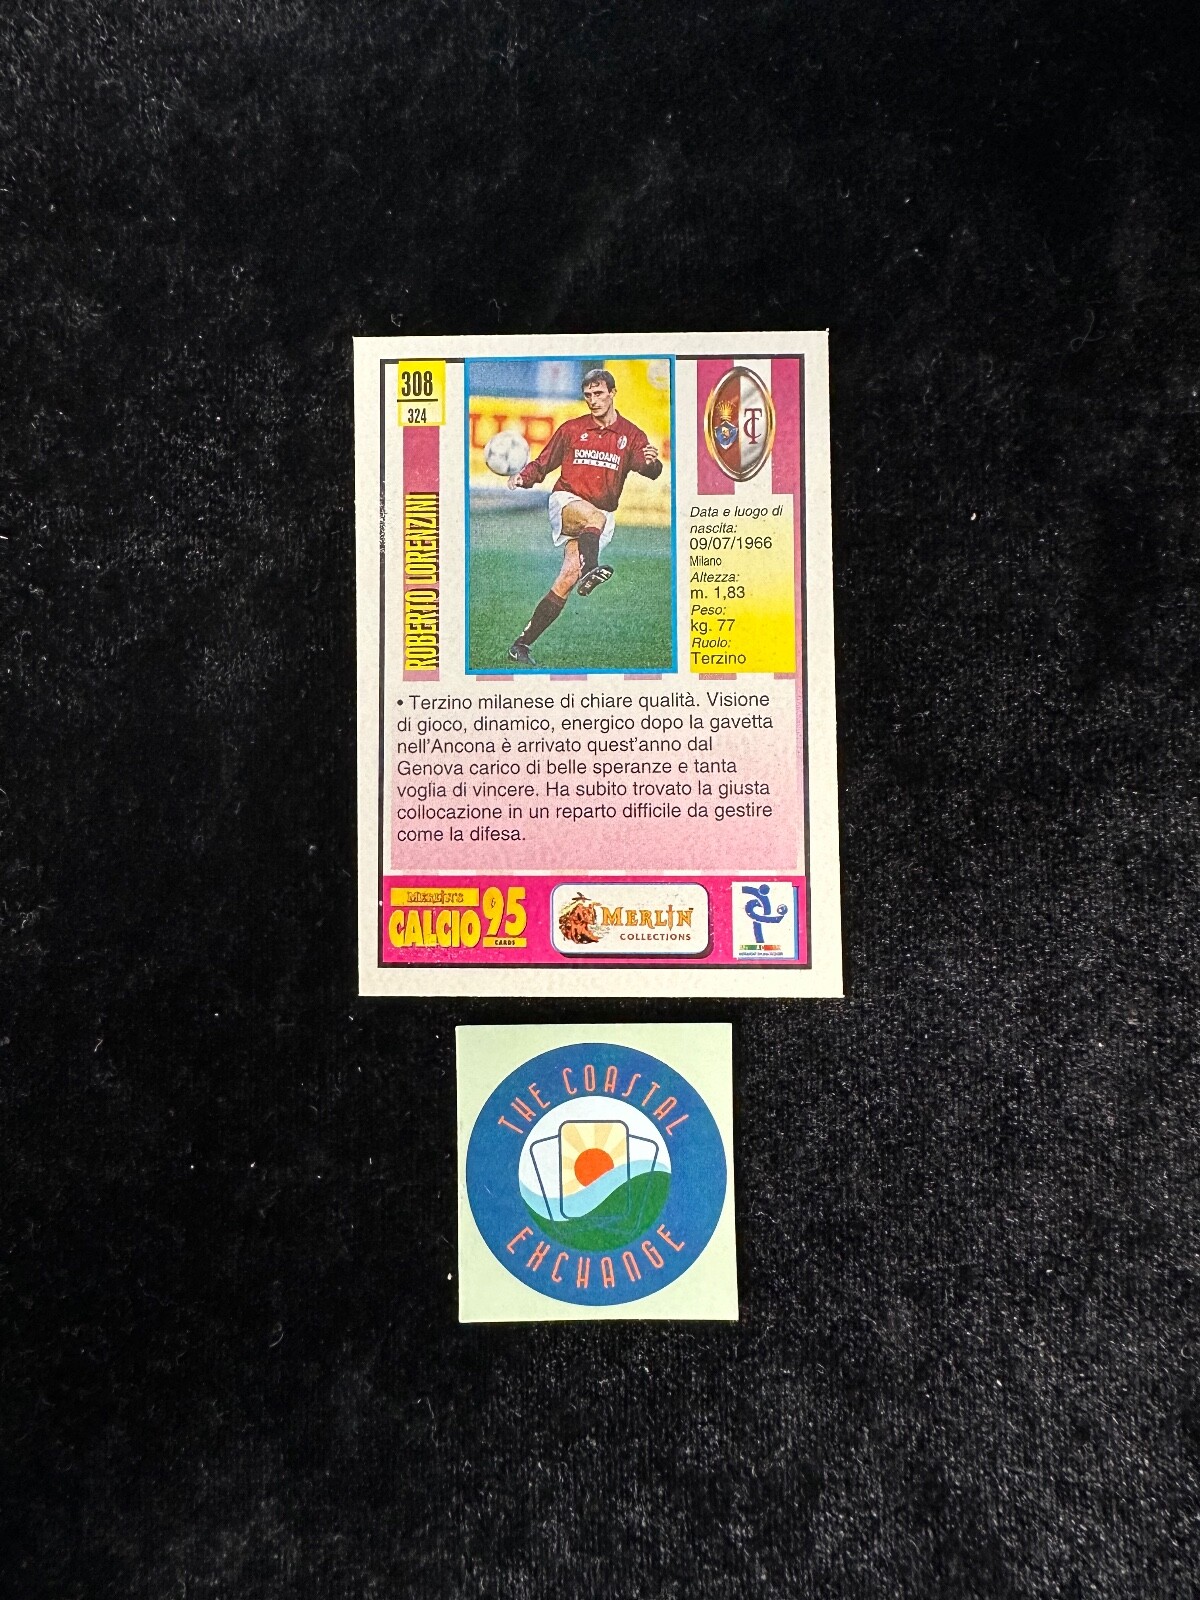 308
324
ROBERTO LORENZINI
BONGIOANNI
TC
Data e luogo di
nascita:
09/07/1966
Milano
Altezza:
m. 1,83
Peso:
kg. 77
Ruolo:
Terzino
• Terzino milanese di chiare qualità. Visione
di gioco, dinamico, energico dopo la gavetta
nell'Ancona è arrivato quest'anno dal
Genova carico di belle speranze e tanta
voglia di vincere. Ha subito trovato la giusta
collocazione in un reparto difficile da gestire
come la difesa.
MERLIN'S
CALCIO '95
CARDS
MERLIN
COLLECTIONS
THE COASTAL
EXCHANGE